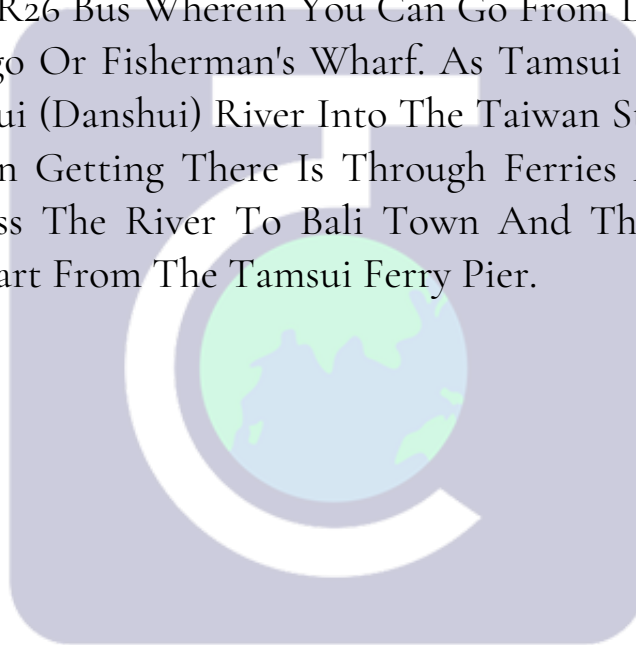 R26 Bus Wherein You Can Go From
go Or Fisherman's Wharf. As Tamsui
ui (Danshui) River Into The Taiwan
n Getting There Is Through Ferries
ss The River To Bali Town And Th
art From The Tamsui Ferry Pier.